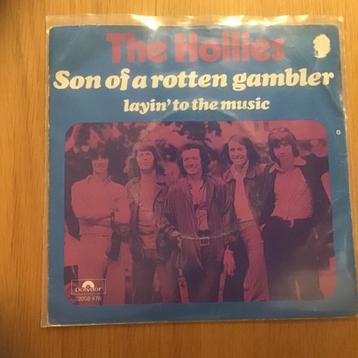 The Hollies
Son of a rotten gambler
layin' to the music
Polydor